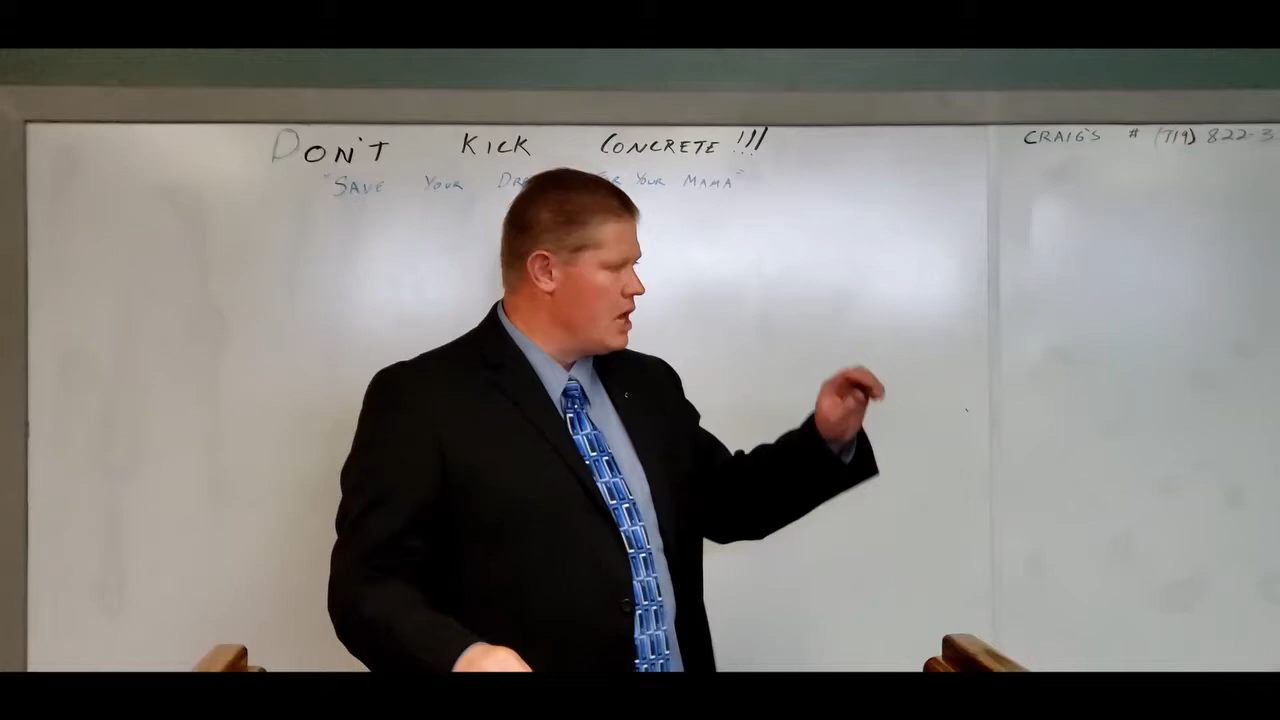 DON'T KICK CONCRETE!!!
"SAVE YOUR YOUR MAMA"
CRAIG'S # (719) 822-3